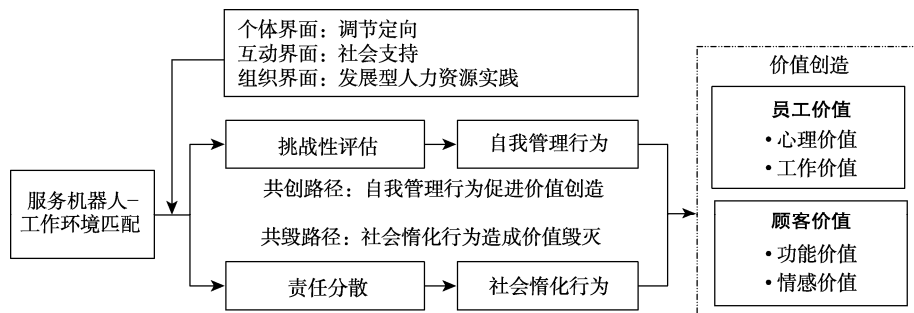 个体界面：调节定向
互动界面：社会支持
组织界面：发展型人力资源实践
服务机器人-
工作环境匹配
挑战性评估
自我管理行为
共创路径：自我管理行为促进价值创造
共毁路径：社会惰化行为造成价值毁灭
责任分散
社会惰化行为
价值创造
员工价值
• 心理价值
• 工作价值
顾客价值
• 功能价值
• 情感价值